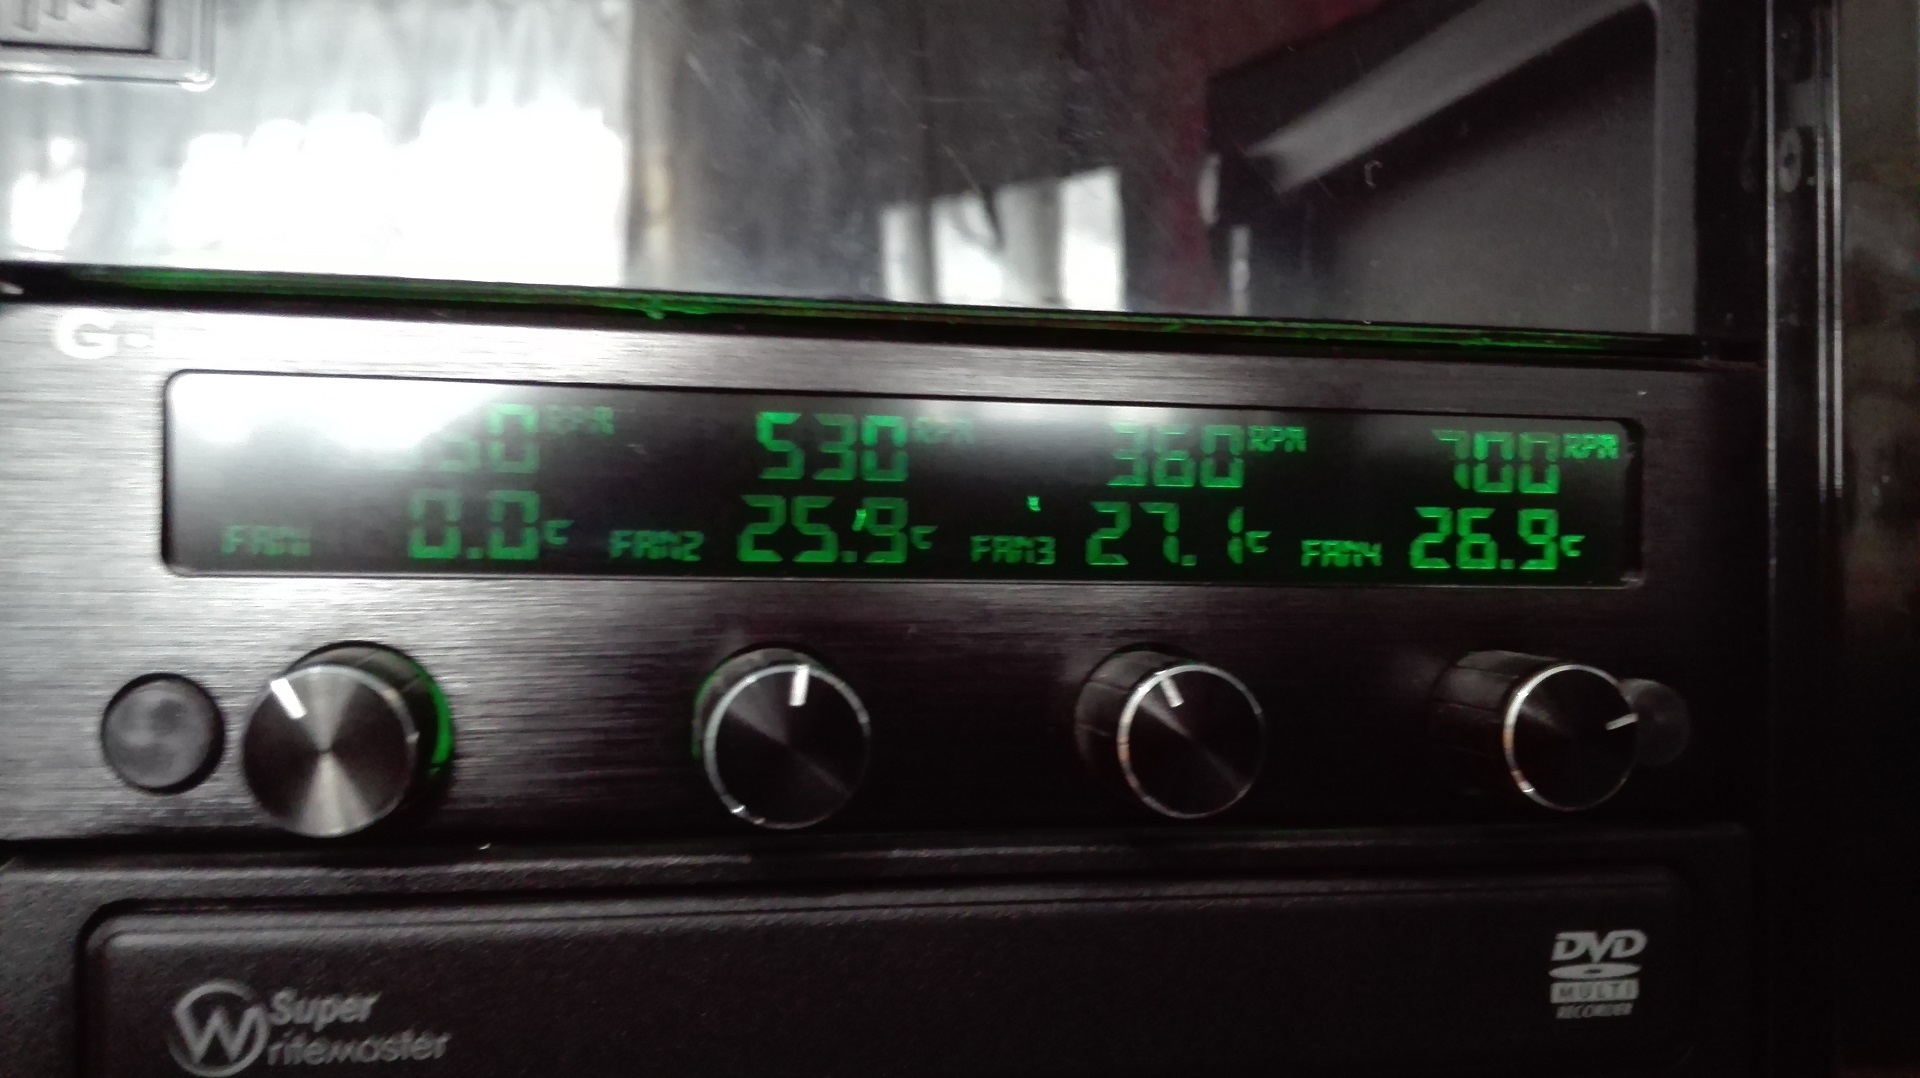 530 RPM 360 RPM 700 RPM
FAN1 0.0°C FAN2 25.9°C FAN3 27.1°C FAN4 26.9°C
DVD
MULTI
RECORDER
Super
Writemaster